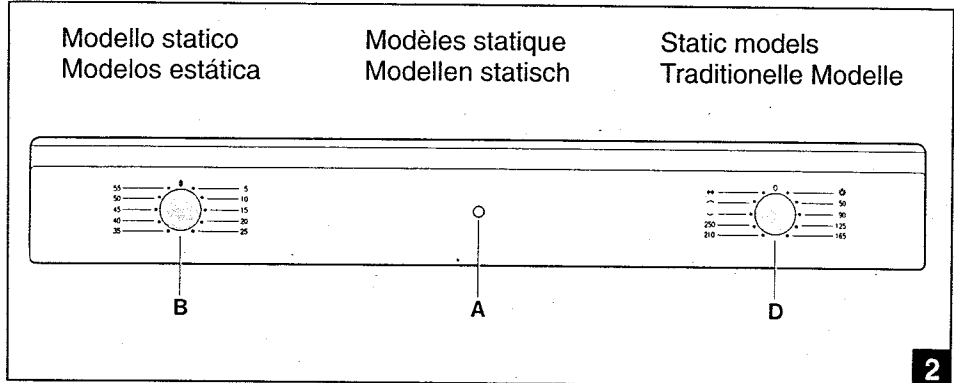 Modello statico Modèles statique Static models
Modelos estática Modellen statisch Traditionelle Modelle
55 5 0
50 10 50
45 15 90
40 20 250 125
35 25 210 165
B A D
2